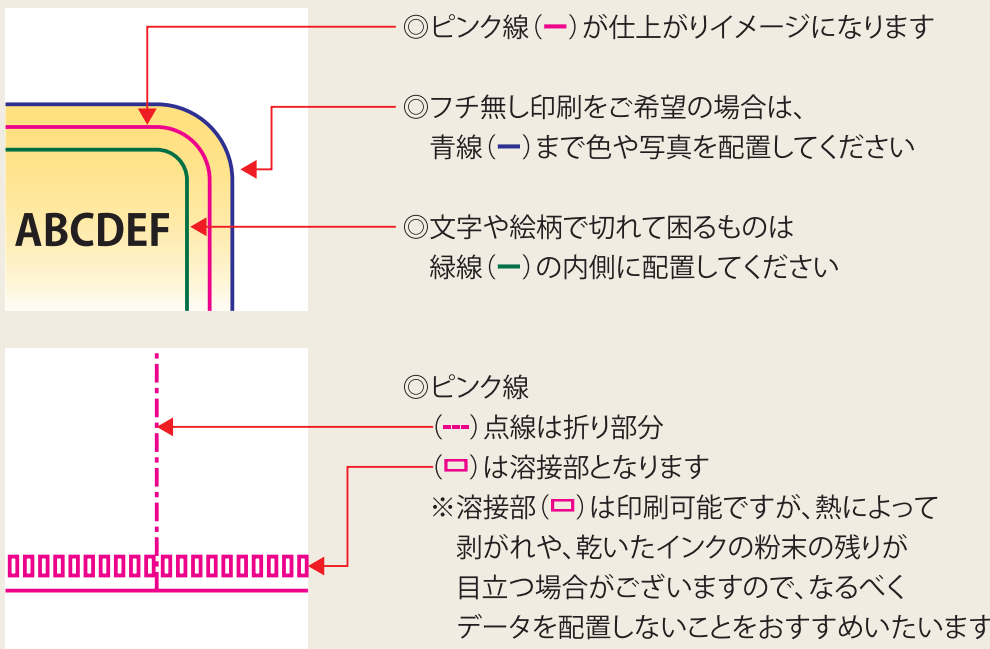 ◎ピンク線(ー)が仕上がりイメージになります
◎フチ無し印刷をご希望の場合は、
青線(ー)まで色や写真を配置してください
ABCDEF
◎文字や絵柄で切れて困るものは
緑線(ー)の内側に配置してください
◎ピンク線
(---)点線は折り部分
(▭)は溶接部となります
※溶接部(▭)は印刷可能ですが、熱によって
剥がれや、乾いたインクの粉末の残りが
目立つ場合がございますので、なるべく
データを配置しないことをおすすめいたいます